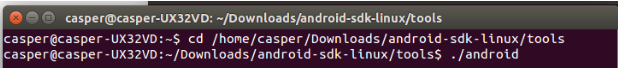 casper@casper-UX32VD: ~/Downloads/android-sdk-linux/tools
casper@casper-UX32VD:~$ cd /home/casper/Downloads/android-sdk-linux/tools
casper@casper-UX32VD:~/Downloads/android-sdk-linux/tools$ ./android